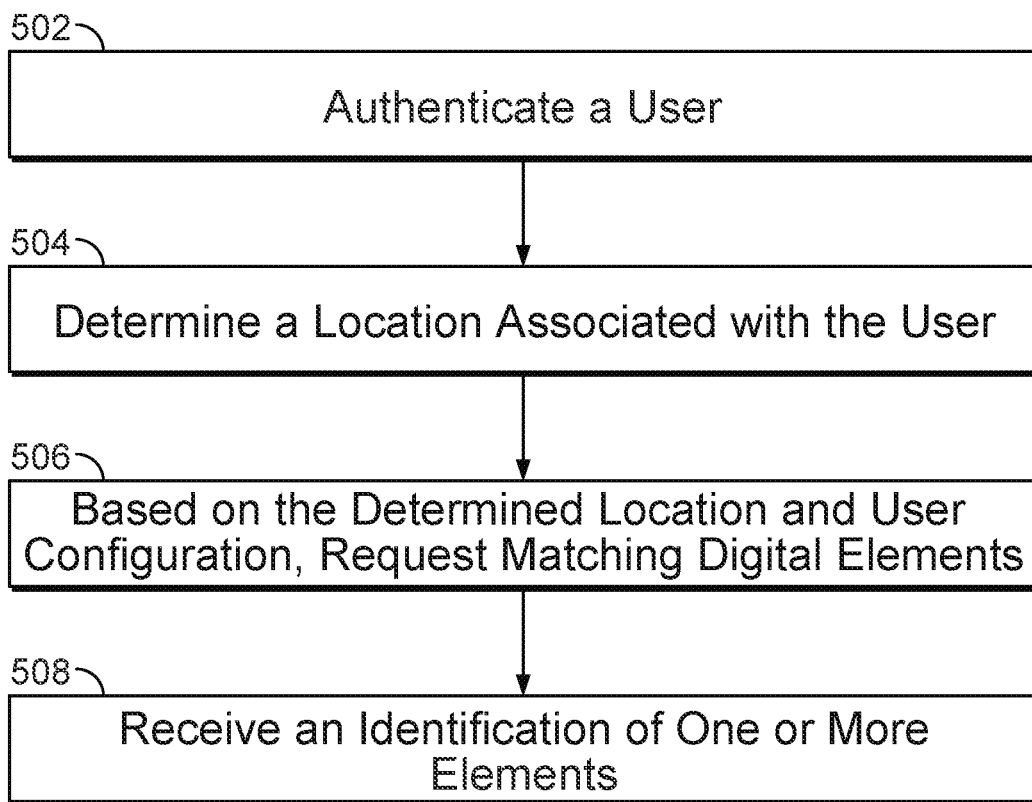 502
Authenticate a User
504
Determine a Location Associated with the User
506
Based on the Determined Location and User
Configuration, Request Matching Digital Elements
508
Receive an Identification of One or More
Elements